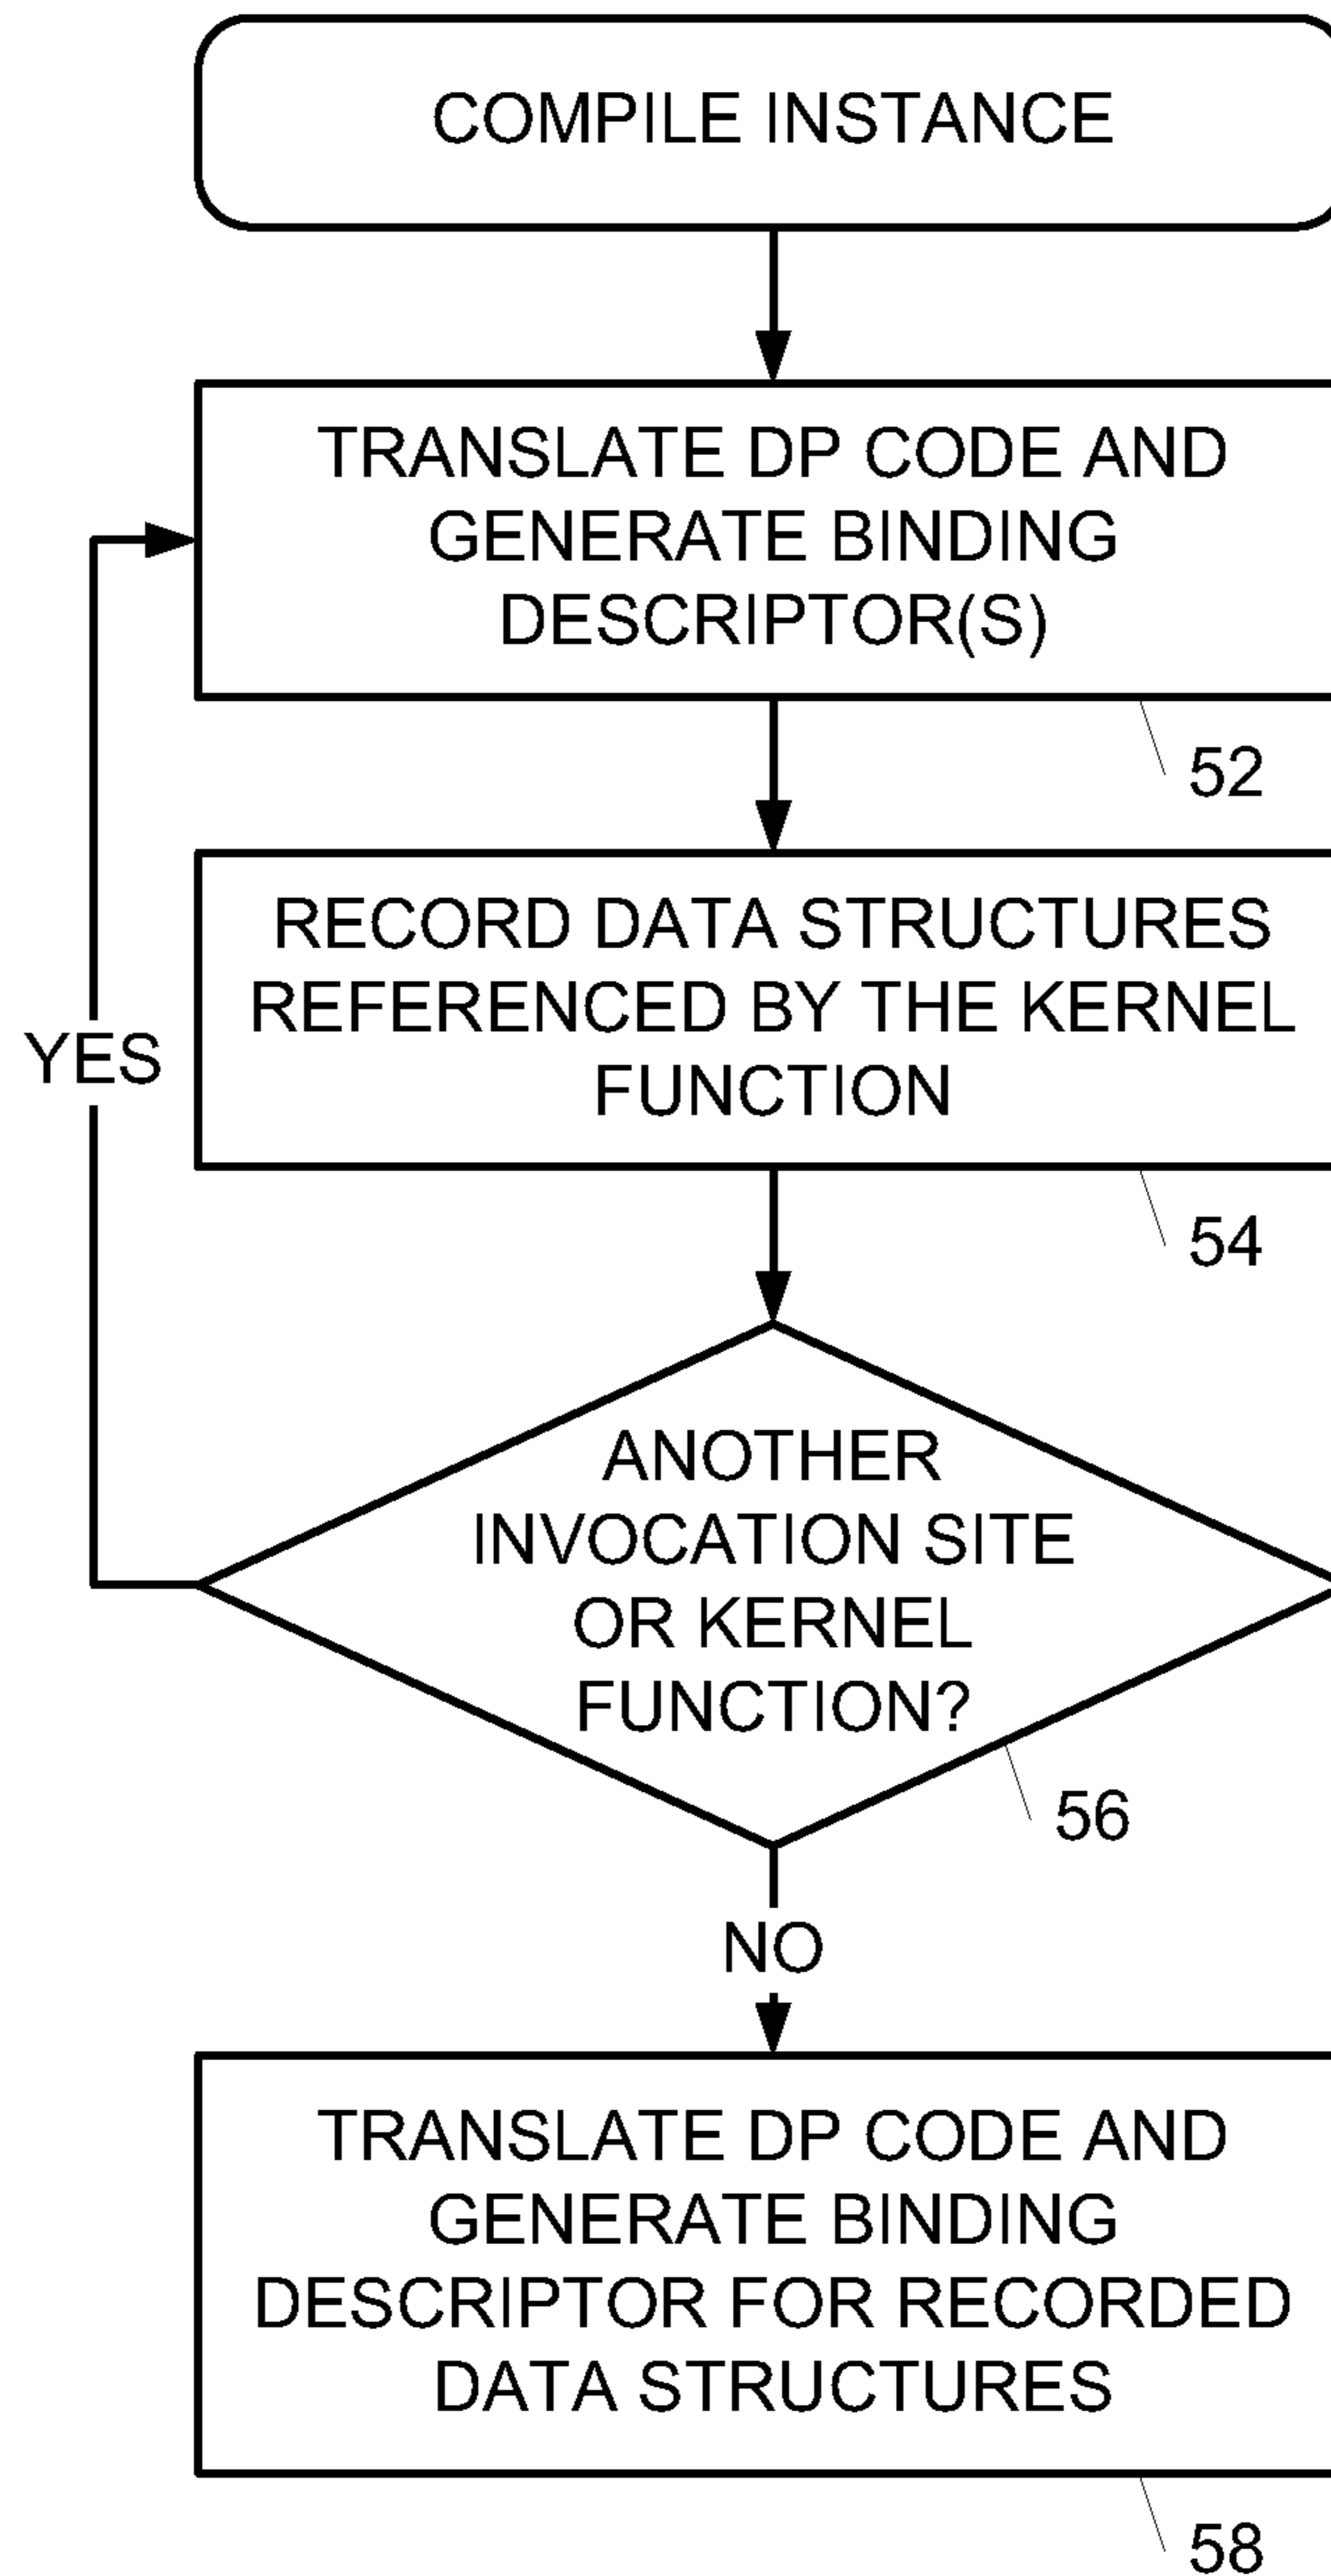 COMPILE INSTANCE
TRANSLATE DP CODE AND
GENERATE BINDING
DESCRIPTOR(S)
52
RECORD DATA STRUCTURES
REFERENCED BY THE KERNEL
FUNCTION
YES
54
ANOTHER
INVOCATION SITE
OR KERNEL
FUNCTION?
56
NO
TRANSLATE DP CODE AND
GENERATE BINDING
DESCRIPTOR FOR RECORDED
DATA STRUCTURES
58